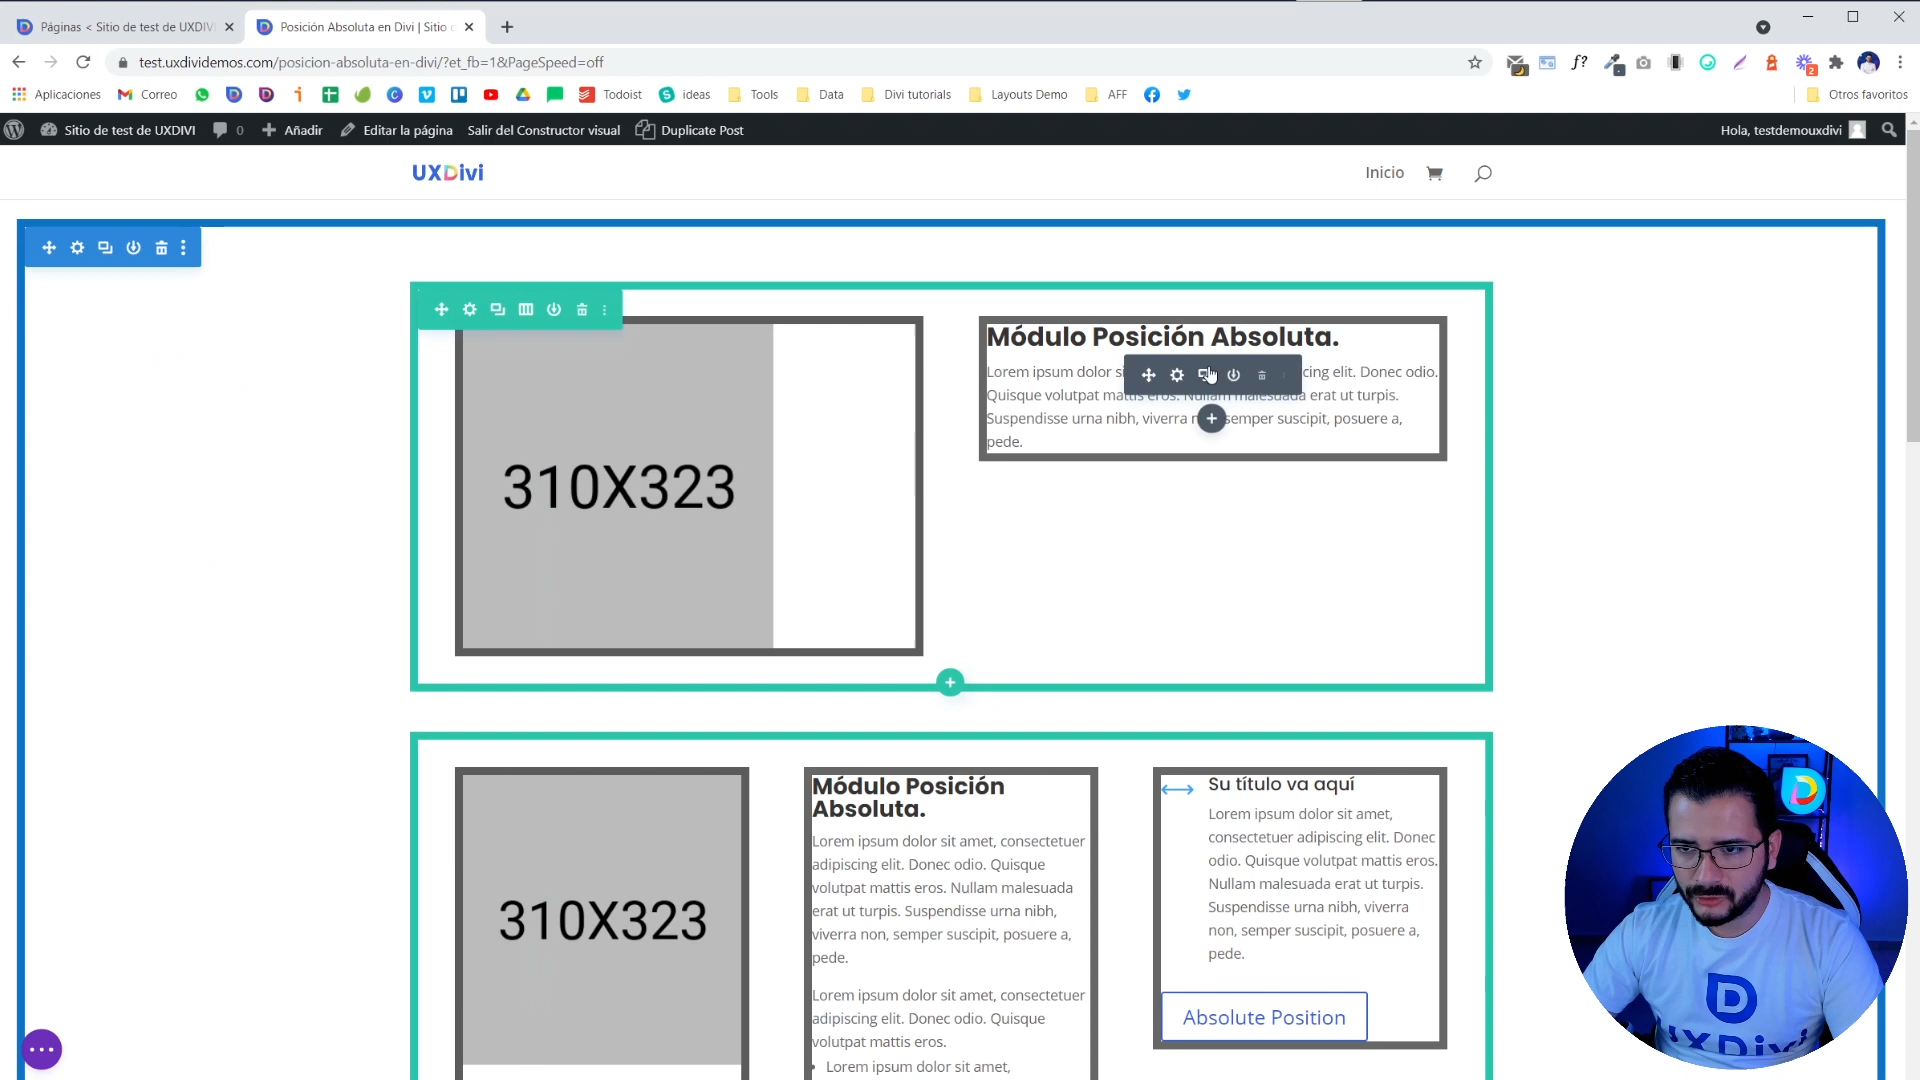 Páginas < Sitio de test de UXDIVI
Posición Absoluta en Divi | Sitio
test.uxdividemos.com/posicion-absoluta-en-divi/?et_fb=1&PageSpeed=off
f?
2
Aplicaciones
Correo
Todoist
ideas
Tools
Data
Divi tutorials
Layouts Demo
AFF
Otros favoritos
Sitio de test de UXDIVI
0
Añadir
Editar la página
Salir del Constructor visual
Duplicate Post
Hola, testdemouxdivi
UXDivi
Inicio
310X323
Módulo Posición Absoluta.
Lorem ipsum dolor cing elit. Donec odio.
Quisque volutpat mattis eros. Nullam malesuada erat ut turpis.
Suspendisse urna nibh, viverra semper suscipit, posuere a,
pede.
310X323
Módulo Posición
Absoluta.
Lorem ipsum dolor sit amet, consectetuer
adipiscing elit. Donec odio. Quisque
volutpat mattis eros. Nullam malesuada
erat ut turpis. Suspendisse urna nibh,
viverra non, semper suscipit, posuere a,
pede.
Lorem ipsum dolor sit amet, consectetuer
adipiscing elit. Donec odio. Quisque
volutpat mattis eros.
Lorem ipsum dolor sit amet,
Su título va aquí
Lorem ipsum dolor sit amet,
consectetuer adipiscing elit. Donec
odio. Quisque volutpat mattis eros.
Nullam malesuada erat ut turpis.
Suspendisse urna nibh, viverra
non, semper suscipit, posuere a,
pede.
Absolute Position
UXDivi